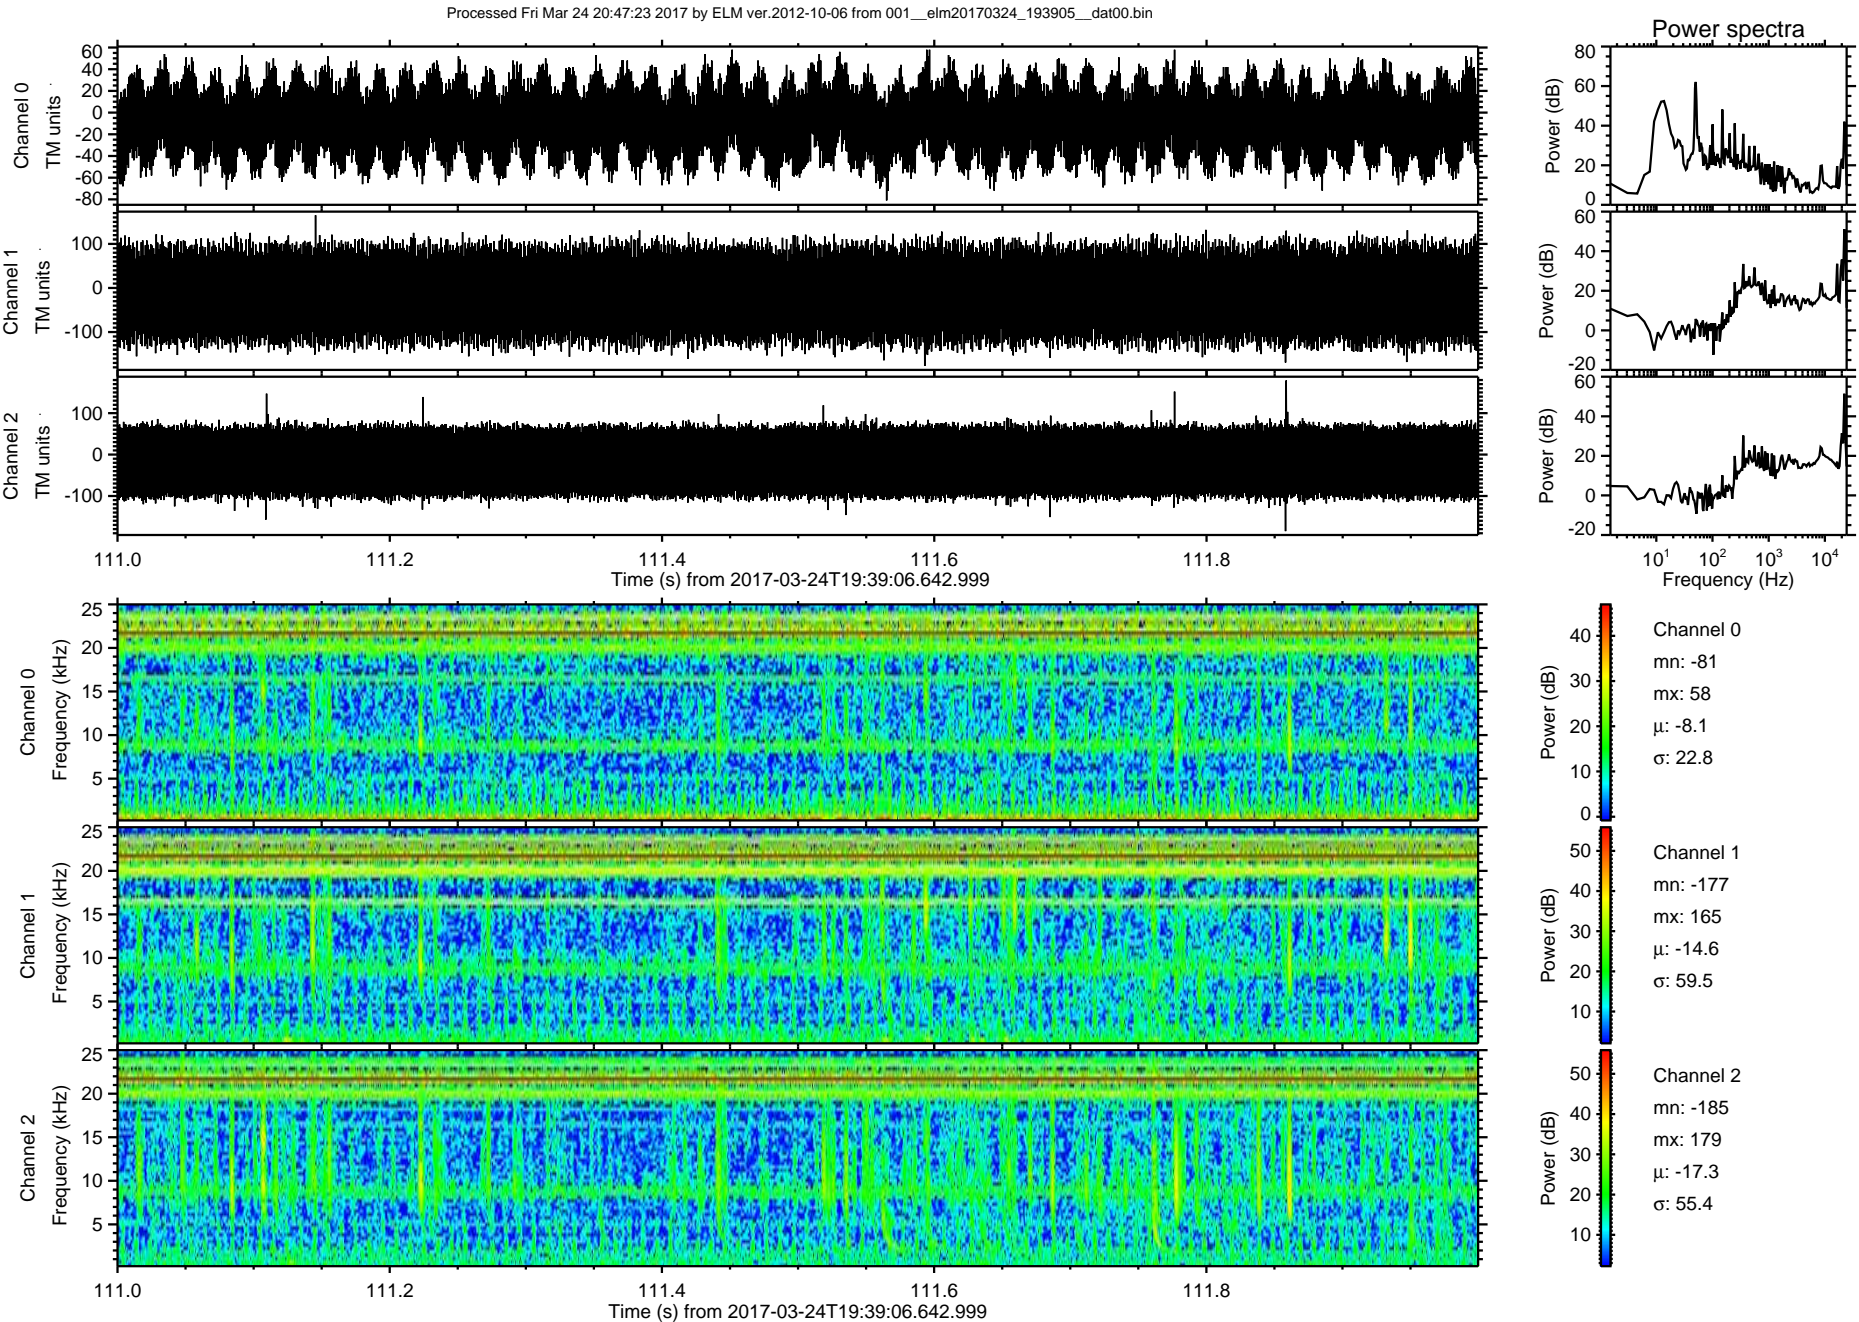 Processed Fri Mar 24 20:47:23 2017 by ELM ver.2012-10-06 from 001__elm20170324_193905__dat00.bin
Power spectra
Channel 0
TM units
60
40
20
0
-20
-40
-60
-80
Power (dB)
80
60
40
20
0
Channel 1
TM units
100
0
-100
Power (dB)
60
40
20
0
-20
Channel 2
TM units
100
0
-100
Power (dB)
60
40
20
0
-20
111.0 111.2 111.4 111.6 111.8
Time (s) from 2017-03-24T19:39:06.642.999
10^1 10^2 10^3 10^4
Frequency (Hz)
Channel 0
Frequency (kHz)
25
20
15
10
5
Power (dB)
40
30
20
10
0
Channel 0
mn: -81
mx: 58
μ: -8.1
σ: 22.8
Channel 1
Frequency (kHz)
25
20
15
10
5
Power (dB)
50
40
30
20
10
Channel 1
mn: -177
mx: 165
μ: -14.6
σ: 59.5
Channel 2
Frequency (kHz)
25
20
15
10
5
Power (dB)
50
40
30
20
10
Channel 2
mn: -185
mx: 179
μ: -17.3
σ: 55.4
111.0 111.2 111.4 111.6 111.8
Time (s) from 2017-03-24T19:39:06.642.999